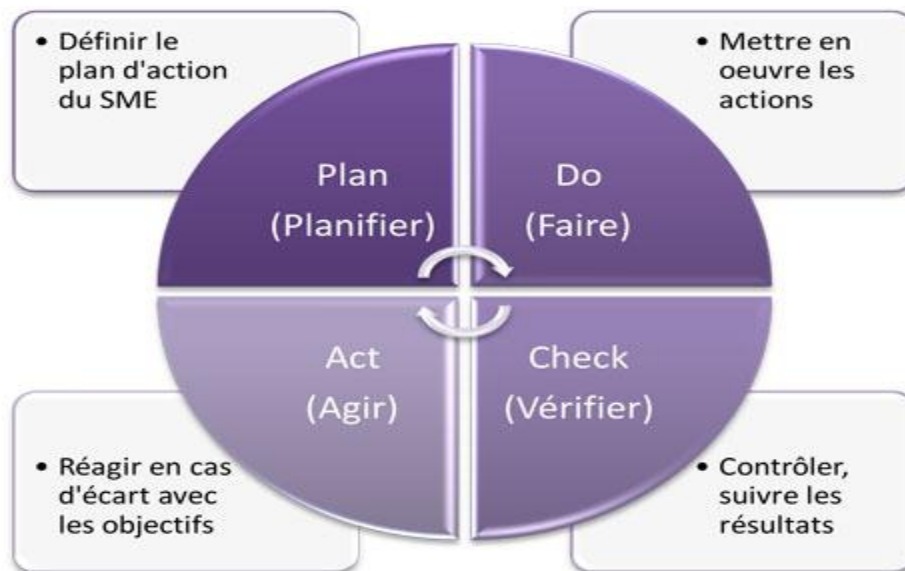 • Définir le
plan d'action
du SME
• Mettre en
oeuvre les
actions
Plan
(Planifier)
Do
(Faire)
Act
(Agir)
Check
(Vérifier)
• Réagir en cas
d'écart avec
les objectifs
• Contrôler,
suivre les
résultats